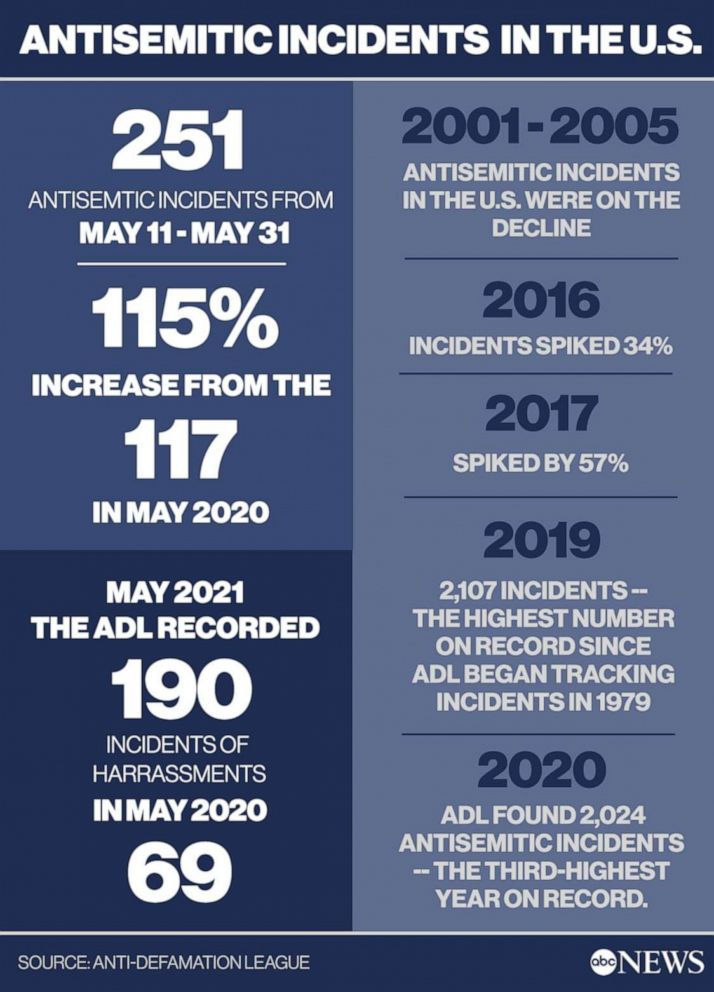 ANTISEMITIC INCIDENTS IN THE U.S.
251
ANTISEMTIC INCIDENTS FROM
MAY 11 - MAY 31
115%
INCREASE FROM THE
117
IN MAY 2020
MAY 2021
THE ADL RECORDED
190
INCIDENTS OF
HARRASSMENTS
IN MAY 2020
69
2001 - 2005
ANTISEMITIC INCIDENTS
IN THE U.S. WERE ON THE
DECLINE
2016
INCIDENTS SPIKED 34%
2017
SPIKED BY 57%
2019
2,107 INCIDENTS --
THE HIGHEST NUMBER
ON RECORD SINCE
ADL BEGAN TRACKING
INCIDENTS IN 1979
2020
ADL FOUND 2,024
ANTISEMITIC INCIDENTS
-- THE THIRD-HIGHEST
YEAR ON RECORD.
SOURCE: ANTI-DEFAMATION LEAGUE
abc NEWS